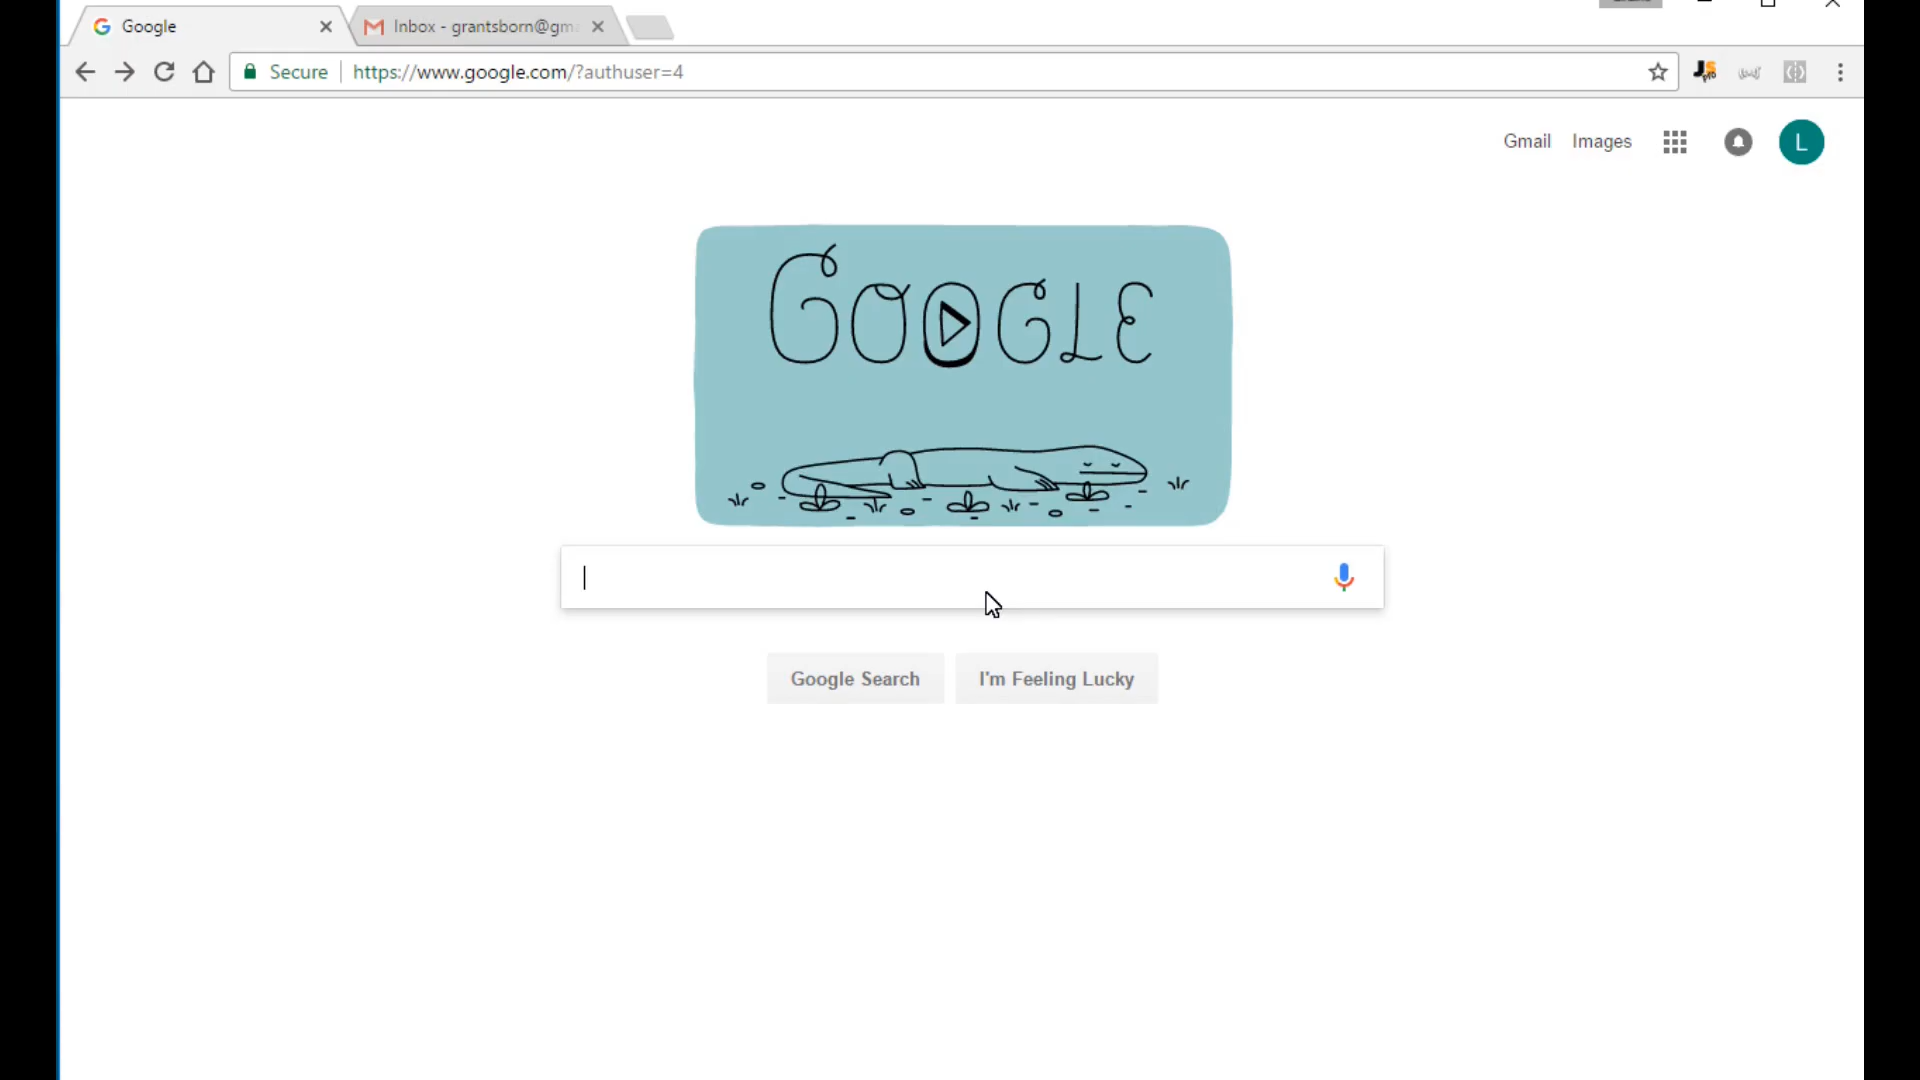 Google
Inbox - grantsborn@gm
Secure
https://www.google.com/?authuser=4
Gmail Images
L
GOOGLE
Google Search
I'm Feeling Lucky